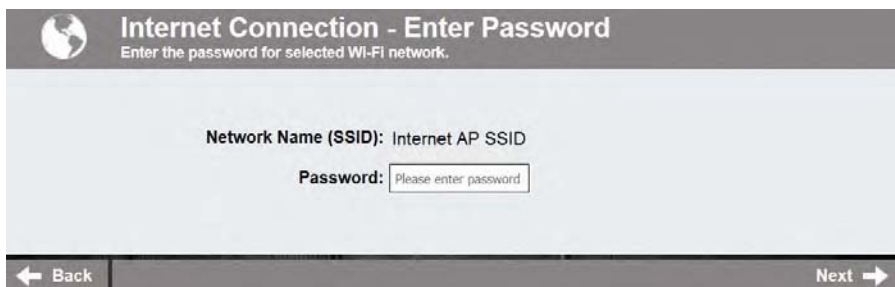 Internet Connection - Enter Password
Enter the password for selected Wi-Fi network.
Network Name (SSID): Internet AP SSID
Password: Please enter password
Back
Next